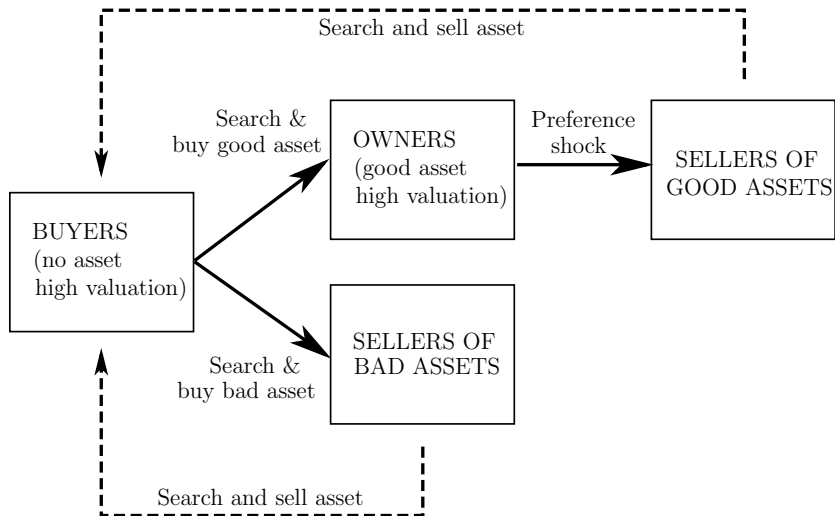 Search and sell asset
Search &
buy good asset
OWNERS
(good asset
high valuation)
Preference
shock
SELLERS OF
GOOD ASSETS
BUYERS
(no asset
high valuation)
SELLERS OF
BAD ASSETS
Search &
buy bad asset
Search and sell asset